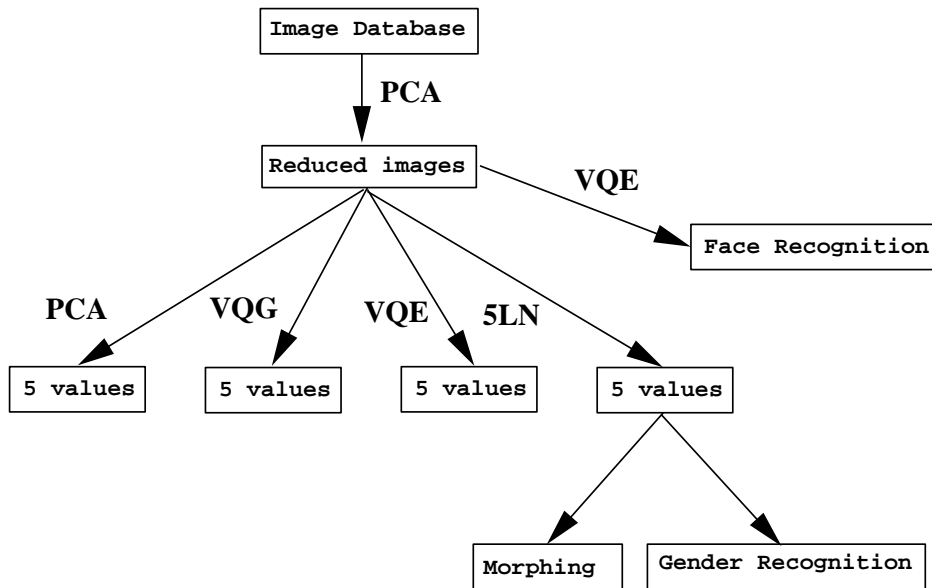 Image Database
PCA
Reduced images
VQE
Face Recognition
PCA
VQG
VQE
5LN
5 values
5 values
5 values
5 values
Morphing
Gender Recognition